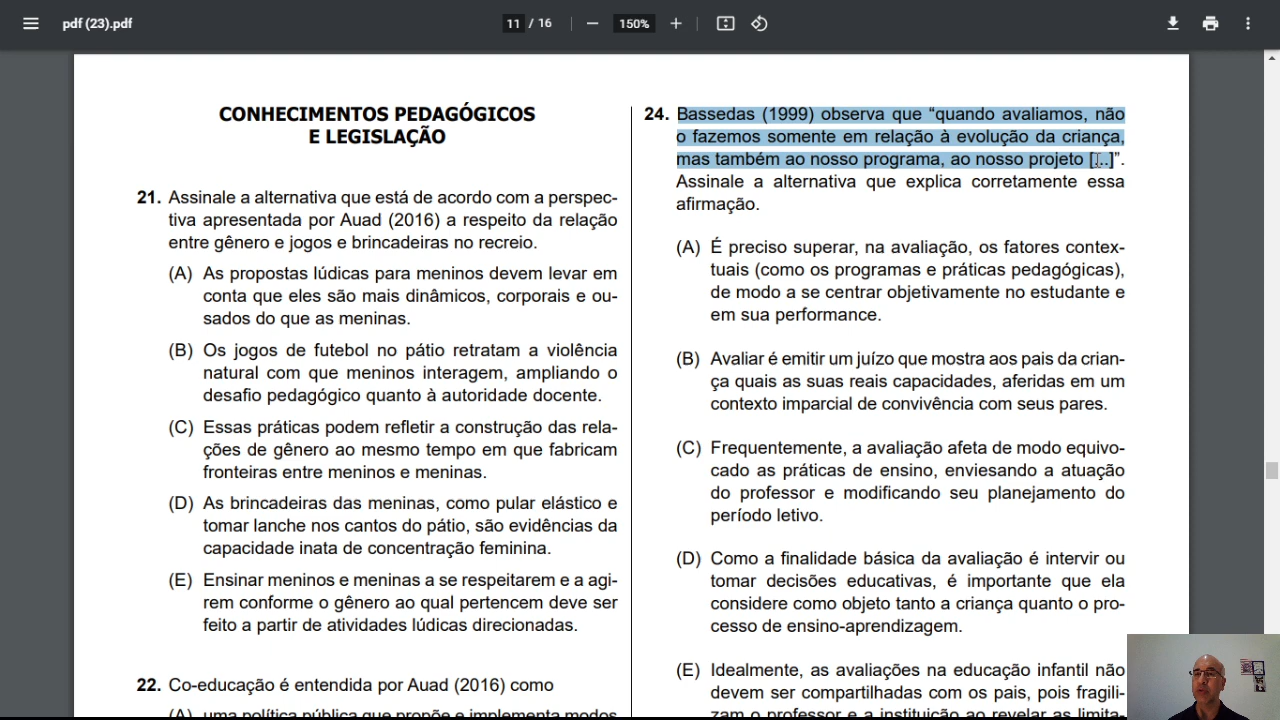 pdf (23).pdf
11 / 16
150%
CONHECIMENTOS PEDAGÓGICOS
E LEGISLAÇÃO
21. Assinale a alternativa que está de acordo com a perspec-
tiva apresentada por Auad (2016) a respeito da relação
entre gênero e jogos e brincadeiras no recreio.
(A) As propostas lúdicas para meninos devem levar em
conta que eles são mais dinâmicos, corporais e ou-
sados do que as meninas.
(B) Os jogos de futebol no pátio retratam a violência
natural com que meninos interagem, ampliando o
desafio pedagógico quanto à autoridade docente.
(C) Essas práticas podem refletir a construção das rela-
ções de gênero ao mesmo tempo em que fabricam
fronteiras entre meninos e meninas.
(D) As brincadeiras das meninas, como pular elástico e
tomar lanche nos cantos do pátio, são evidências da
capacidade inata de concentração feminina.
(E) Ensinar meninos e meninas a se respeitarem e a agi-
rem conforme o gênero ao qual pertencem deve ser
feito a partir de atividades lúdicas direcionadas.
22. Co-educação é entendida por Auad (2016) como
(A) uma política pública que propõe e implementa modos
24. Bassedas (1999) observa que “quando avaliamos, não
o fazemos somente em relação à evolução da criança,
mas também ao nosso programa, ao nosso projeto [...]”.
Assinale a alternativa que explica corretamente essa
afirmação.
(A) É preciso superar, na avaliação, os fatores contex-
tuais (como os programas e práticas pedagógicas),
de modo a se centrar objetivamente no estudante e
em sua performance.
(B) Avaliar é emitir um juízo que mostra aos pais da crian-
ça quais as suas reais capacidades, aferidas em um
contexto imparcial de convivência com seus pares.
(C) Frequentemente, a avaliação afeta de modo equivo-
cado as práticas de ensino, enviesando a atuação
do professor e modificando seu planejamento do
período letivo.
(D) Como a finalidade básica da avaliação é intervir ou
tomar decisões educativas, é importante que ela
considere como objeto tanto a criança quanto o pro-
cesso de ensino-aprendizagem.
(E) Idealmente, as avaliações na educação infantil não
devem ser compartilhadas com os pais, pois fragili-
zam o professor e a instituição ao revelar as limita-